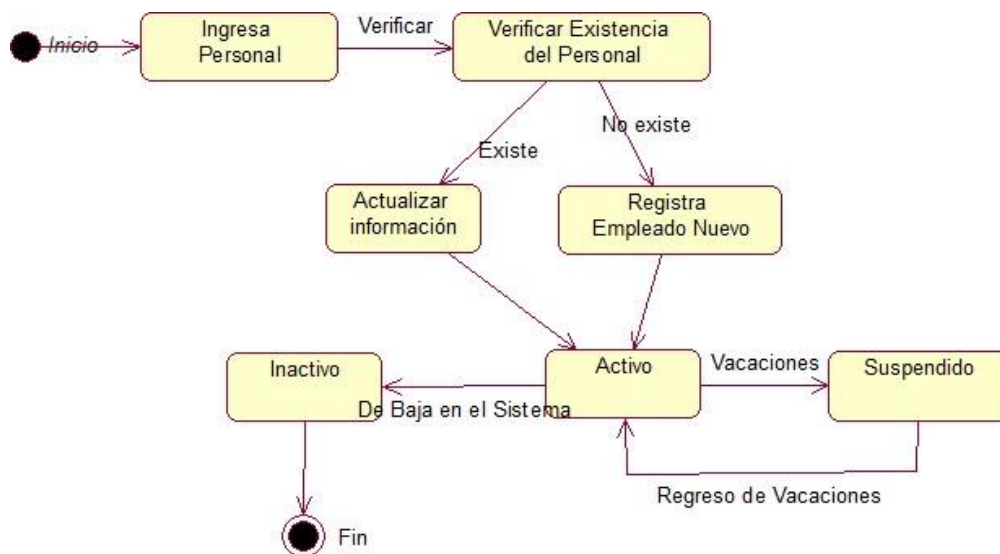 Inicio
Ingresa
Personal
Verificar
Verificar Existencia
del Personal
Existe
No existe
Actualizar
información
Registra
Empleado Nuevo
Inactivo
De Baja en el Sistema
Activo
Vacaciones
Suspendido
Regreso de Vacaciones
Fin